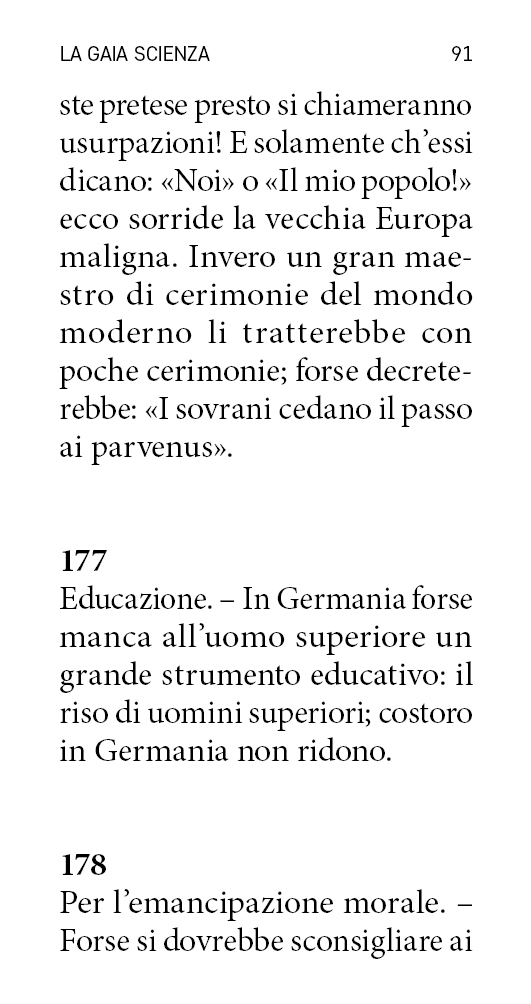 LA GAIA SCIENZA 91
ste pretese presto si chiameranno
usurpazioni! E solamente ch’essi
dicano: «Noi» o «Il mio popolo!»
ecco sorride la vecchia Europa
maligna. Invero un gran mae-
stro di cerimonie del mondo
moderno li tratterebbe con
poche cerimonie; forse decrete-
rebbe: «I sovrani cedano il passo
ai parvenus».
177
Educazione. – In Germania forse
manca all’uomo superiore un
grande strumento educativo: il
riso di uomini superiori; costoro
in Germania non ridono.
178
Per l’emancipazione morale. –
Forse si dovrebbe sconsigliare ai